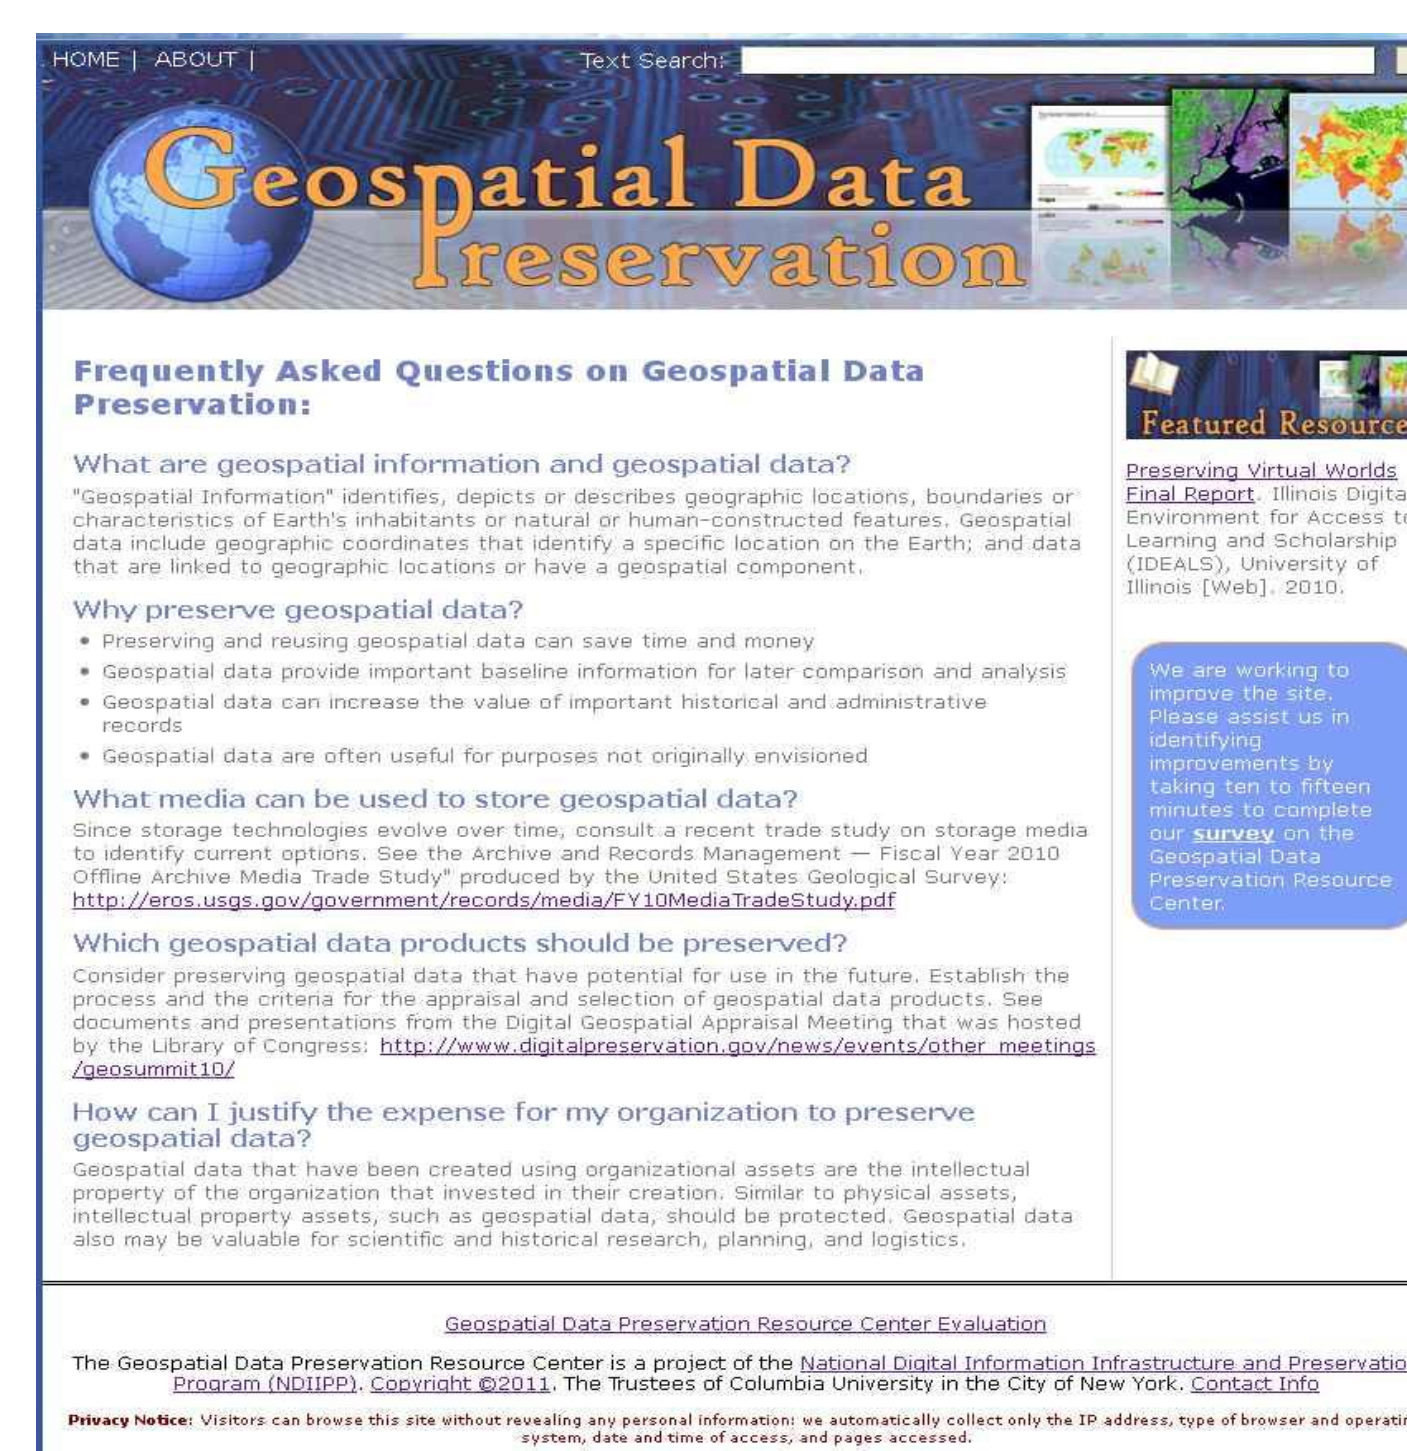 HOME | ABOUT |
Text Search:
Geospatial Data
Preservation
Frequently Asked Questions on Geospatial Data
Preservation:
What are geospatial information and geospatial data?
"Geospatial Information" identifies, depicts or describes geographic locations, boundaries or
characteristics of Earth's inhabitants or natural or human-constructed features. Geospatial
data include geographic coordinates that identify a specific location on the Earth; and data
that are linked to geographic locations or have a geospatial component.
Why preserve geospatial data?
• Preserving and reusing geospatial data can save time and money
• Geospatial data provide important baseline information for later comparison and analysis
• Geospatial data can increase the value of important historical and administrative
records
• Geospatial data are often useful for purposes not originally envisioned
What media can be used to store geospatial data?
Since storage technologies evolve over time, consult a recent trade study on storage media
to identify current options. See the Archive and Records Management — Fiscal Year 2010
Offline Archive Media Trade Study" produced by the United States Geological Survey:
http://eros.usgs.gov/government/records/media/FY10MediaTradeStudy.pdf
Which geospatial data products should be preserved?
Consider preserving geospatial data that have potential for use in the future. Establish the
process and the criteria for the appraisal and selection of geospatial data products. See
documents and presentations from the Digital Geospatial Appraisal Meeting that was hosted
by the Library of Congress: http://www.digitalpreservation.gov/news/events/other_meetings
/geosummit10/
How can I justify the expense for my organization to preserve
geospatial data?
Geospatial data that have been created using organizational assets are the intellectual
property of the organization that invested in their creation. Similar to physical assets,
intellectual property assets, such as geospatial data, should be protected. Geospatial data
also may be valuable for scientific and historical research, planning, and logistics.
Featured Resource
Preserving Virtual Worlds
Final Report. Illinois Digita
Environment for Access to
Learning and Scholarship
(IDEALS), University of
Illinois [Web]. 2010.
We are working to
improve the site.
Please assist us in
identifying
improvements by
taking ten to fifteen
minutes to complete
our survey on the
Geospatial Data
Preservation Resource
Center.
Geospatial Data Preservation Resource Center Evaluation
The Geospatial Data Preservation Resource Center is a project of the National Digital Information Infrastructure and Preservatio
Program (NDIIPP). Copyright ©2011. The Trustees of Columbia University in the City of New York. Contact Info
Privacy Notice: Visitors can browse this site without revealing any personal information: we automatically collect only the IP address, type of browser and operatin
system, date and time of access, and pages accessed.